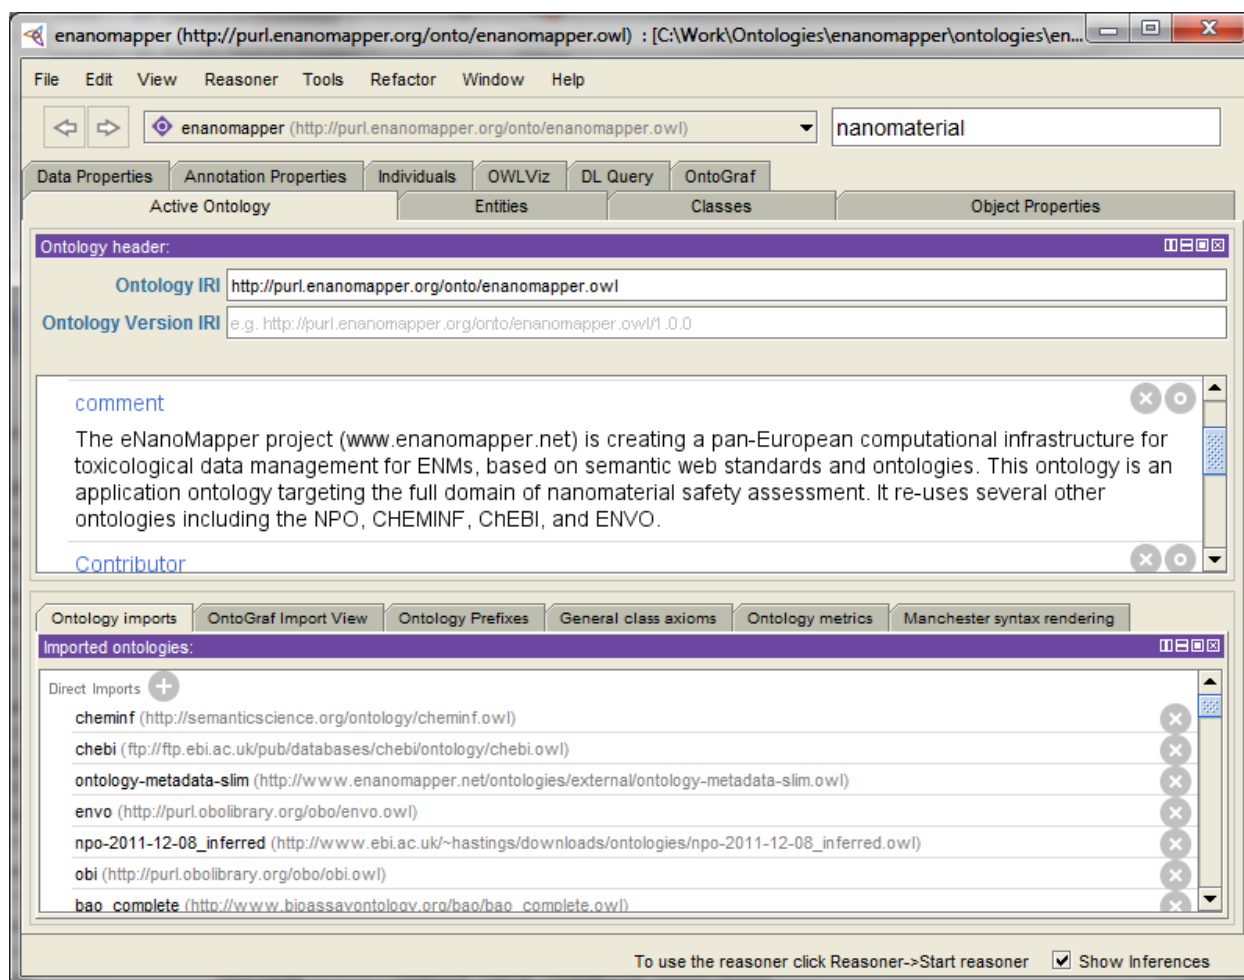 enanomapper (http://purl.enanomapper.org/onto/enanomapper.owl) : [C:\Work\Ontologies\enanomapper\ontologies\en...
File Edit View Reasoner Tools Refactor Window Help
enanomapper (http://purl.enanomapper.org/onto/enanomapper.owl) nanomaterial
Data Properties Annotation Properties Individuals OWLViz DL Query OntoGraf
Active Ontology Entities Classes Object Properties
Ontology header:
Ontology IRI http://purl.enanomapper.org/onto/enanomapper.owl
Ontology Version IRI e.g. http://purl.enanomapper.org/onto/enanomapper.owl/1.0.0
comment
The eNanoMapper project (www.enanomapper.net) is creating a pan-European computational infrastructure for
toxicological data management for ENMs, based on semantic web standards and ontologies. This ontology is an
application ontology targeting the full domain of nanomaterial safety assessment. It re-uses several other
ontologies including the NPO, CHEMINF, ChEBI, and ENVO.
Contributor
Ontology imports OntoGraf Import View Ontology Prefixes General class axioms Ontology metrics Manchester syntax rendering
Imported ontologies:
Direct Imports
cheminf (http://semanticscience.org/ontology/cheminf.owl)
chebi (ftp://ftp.ebi.ac.uk/pub/databases/chebi/ontology/chebi.owl)
ontology-metadata-slim (http://www.enanomapper.net/ontologies/external/ontology-metadata-slim.owl)
envo (http://purl.obolibrary.org/obo/envo.owl)
npo-2011-12-08_inferred (http://www.ebi.ac.uk/~hastings/downloads/ontologies/npo-2011-12-08_inferred.owl)
obi (http://purl.obolibrary.org/obo/obi.owl)
bao_complete (http://www.bioassayontology.org/bao/bao_complete.owl)
To use the reasoner click Reasoner->Start reasoner Show Inferences